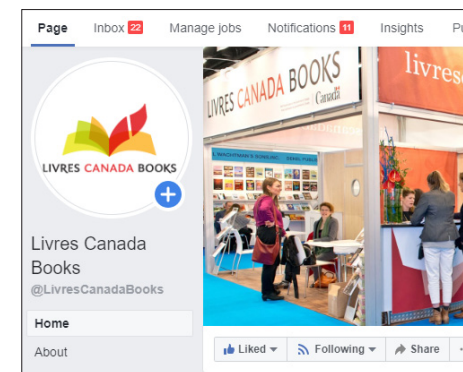 Page Inbox 22 Manage jobs Notifications 11 Insights Pu
LIVRES CANADA BOOKS
Canada
livres
LIVRES CANADA BOOKS
Livres Canada
Books
@LivresCanadaBooks
Home
About
Liked Following Share